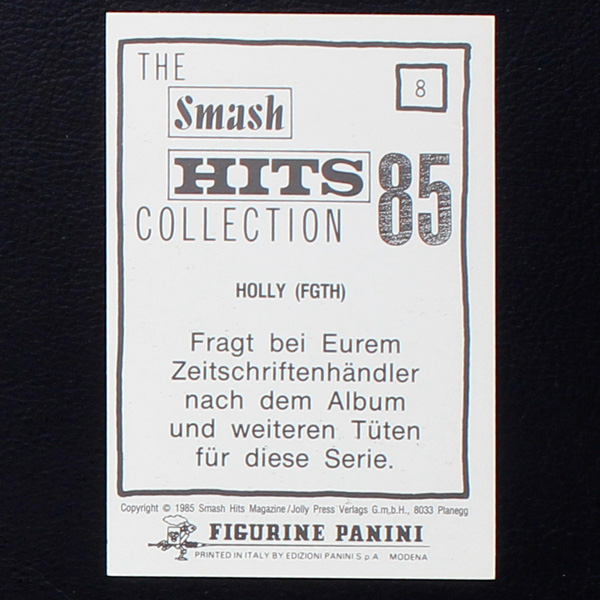 THE
8
Smash
HITS 85
COLLECTION
HOLLY (FGTH)
Fragt bei Eurem
Zeitschriftenhändler
nach dem Album
und weiteren Tüten
für diese Serie.
Copyright © 1985 Smash Hits Magazine/Jolly Press Verlags G.m.b.H., 8033 Planegg
FIGURINE PANINI
PRINTED IN ITALY BY EDIZIONI PANINI S.p.A. MODENA